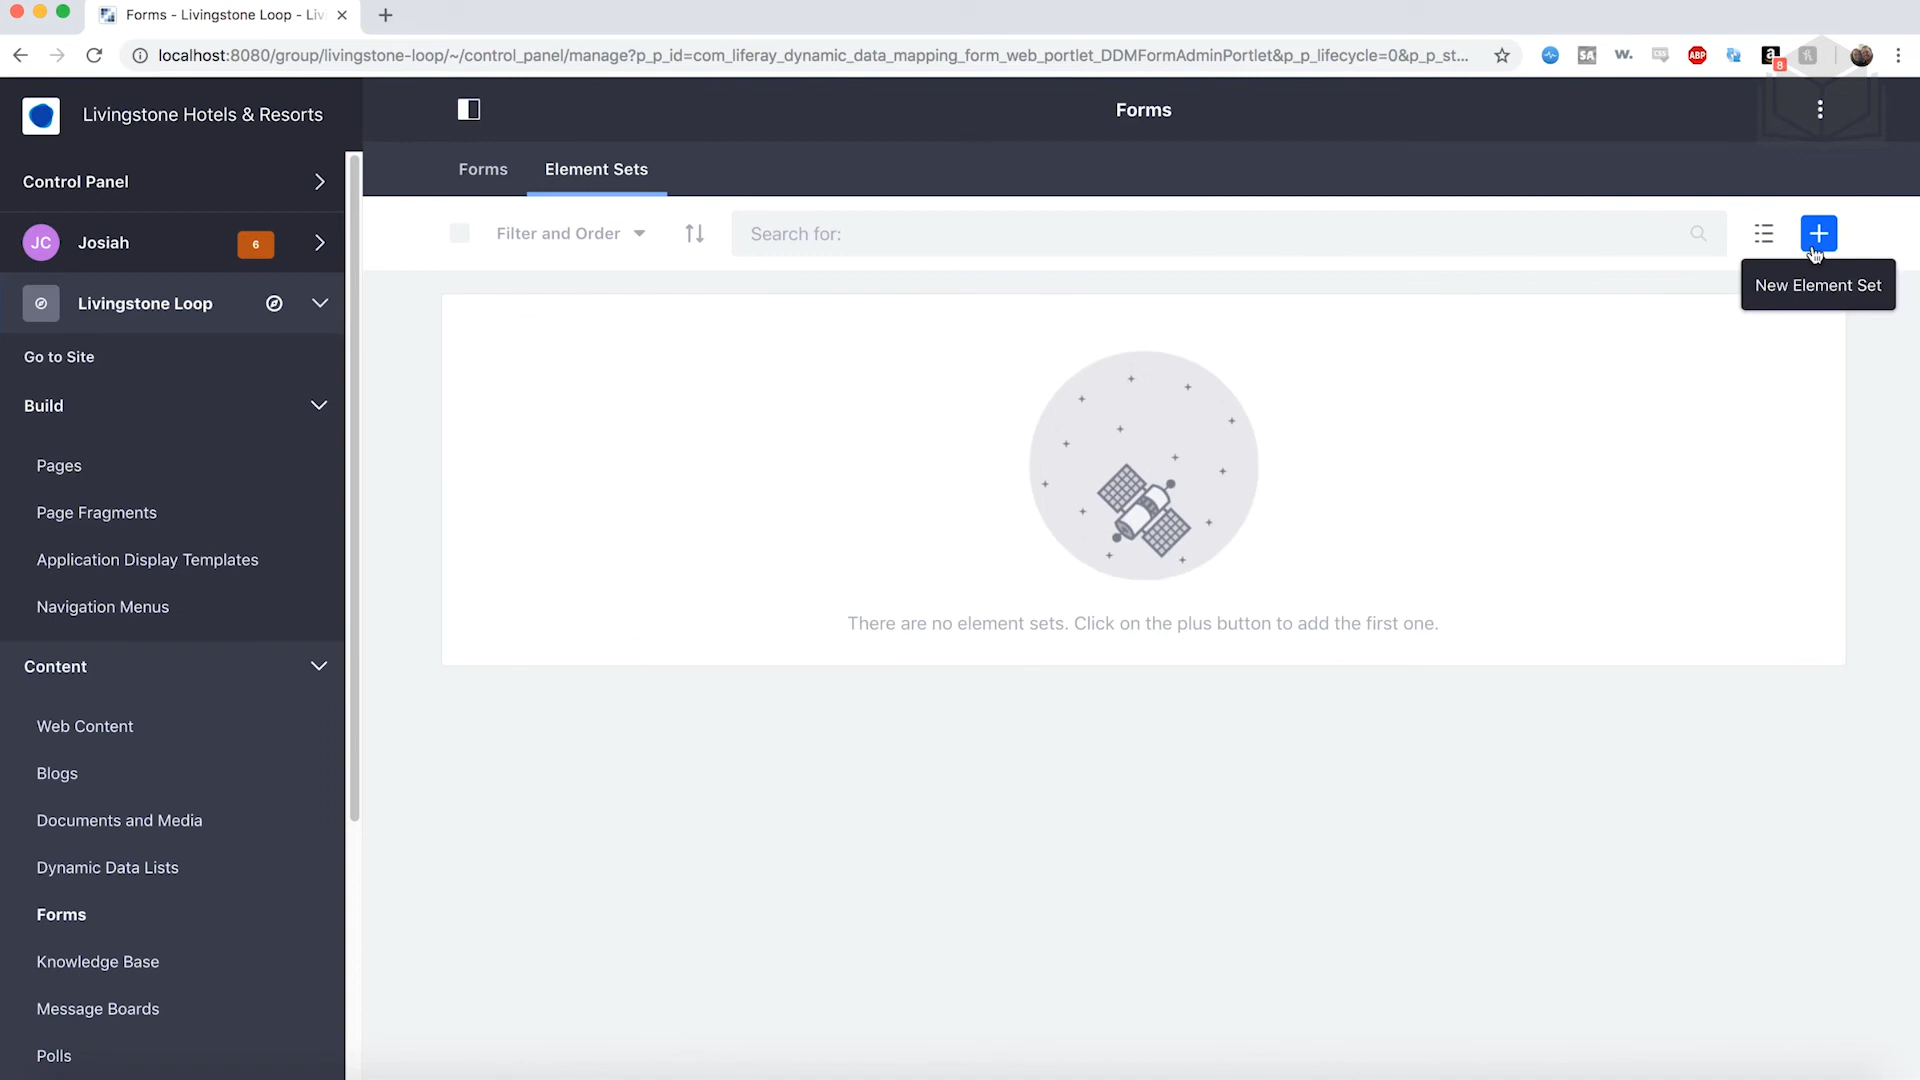 Forms - Livingstone Loop - Liv
localhost:8080/group/livingstone-loop/~/control_panel/manage?p_p_id=com_liferay_dynamic_data_mapping_form_web_portlet_DDMFormAdminPortlet&p_p_lifecycle=0&p_p_st...
SA
w.
CSS
ABP
a
8
Livingstone Hotels & Resorts
Forms
Control Panel
Forms
Element Sets
JC
Josiah
6
Filter and Order
Search for:
New Element Set
Livingstone Loop
Go to Site
Build
Pages
Page Fragments
Application Display Templates
Navigation Menus
There are no element sets. Click on the plus button to add the first one.
Content
Web Content
Blogs
Documents and Media
Dynamic Data Lists
Forms
Knowledge Base
Message Boards
Polls